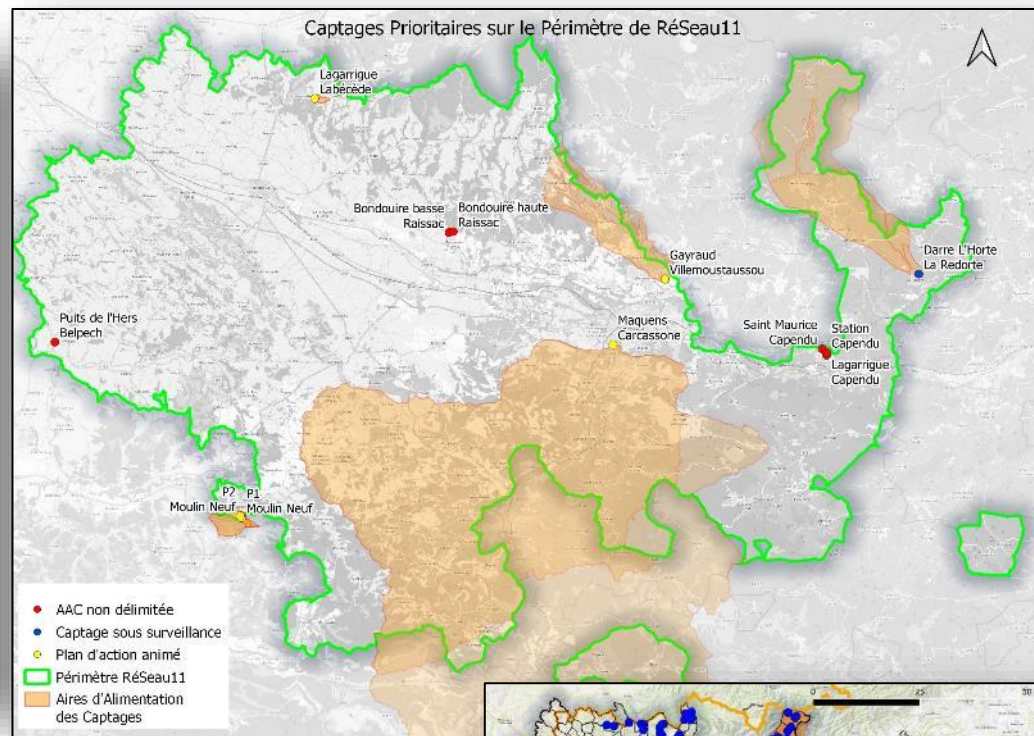 Captages Prioritaires sur le Périmètre de RéSeau11
Lagarrigue
Labécède
Bondouire basse
Raissac
Bondouire haute
Raissac
Gayraud
Villemoustaussou
Darre L'Horte
La Redorte
Puits de l'Hers
Belpech
Maquens
Carcassone
Saint Maurice
Capendu
Station
Capendu
Lagarrigue
Capendu
P2
Moulin Neuf
P1
Moulin Neuf
AAC non délimitée
Captage sous surveillance
Plan d'action animé
Périmètre RéSeau11
Aires d'Alimentation
des Captages
0 25 50